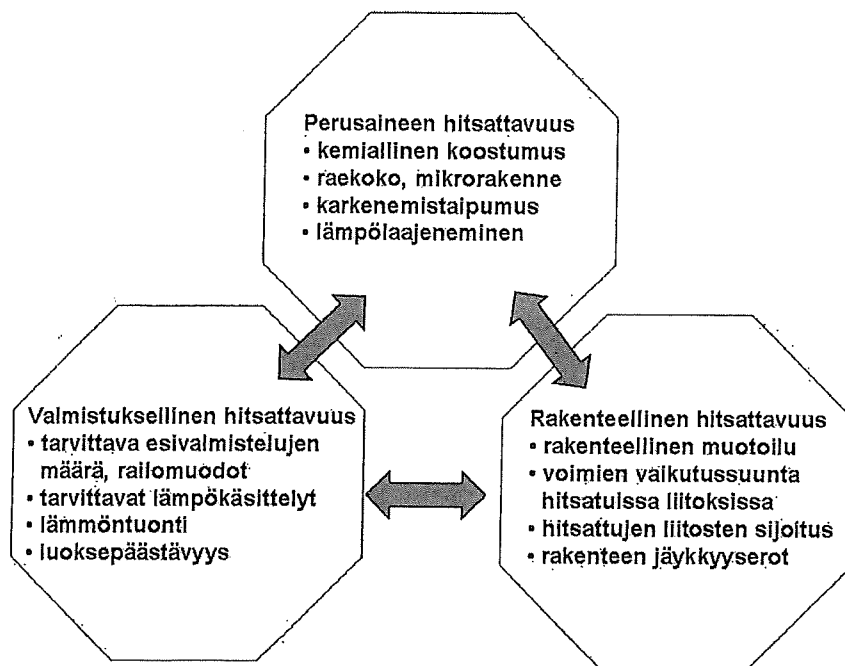 Perusaineen hitsattavuus
• kemiallinen koostumus
• raekoko, mikrorakenne
• karkenemistaipumus
• lämpölaajeneminen
Valmistuksellinen hitsattavuus
• tarvittava esivalmistelujen
määrä, railomuodot
• tarvittavat lämpökäsittelyt
• lämmöntuonti
• luoksepäästävyys
Rakenteellinen hitsattavuus
• rakenteellinen muotoilu
• voimien vaikutussuunta
hitsatuissa liitoksissa
• hitsattujen liitosten sijoitus
• rakenteen jäykkyyserot